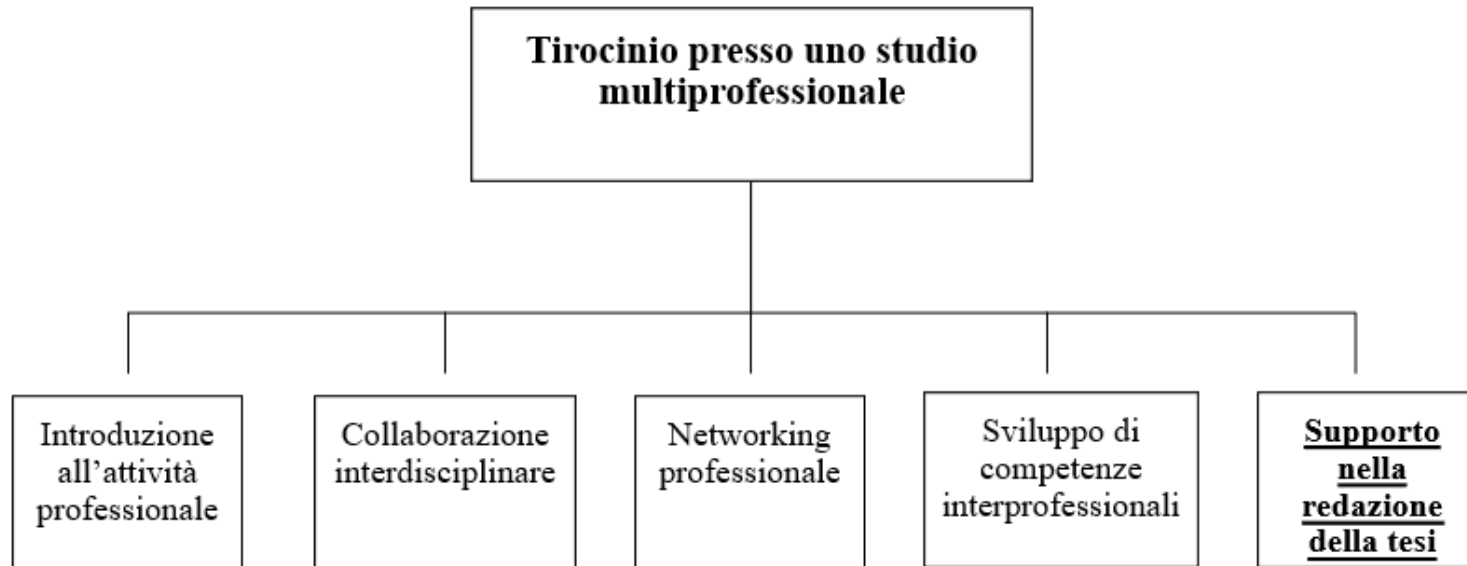 Tirocinio presso uno studio
multiprofessionale
Introduzione
all’attività
professionale
Collaborazione
interdisciplinare
Networking
professionale
Sviluppo di
competenze
interprofessionali
Supporto
nella
redazione
della tesi